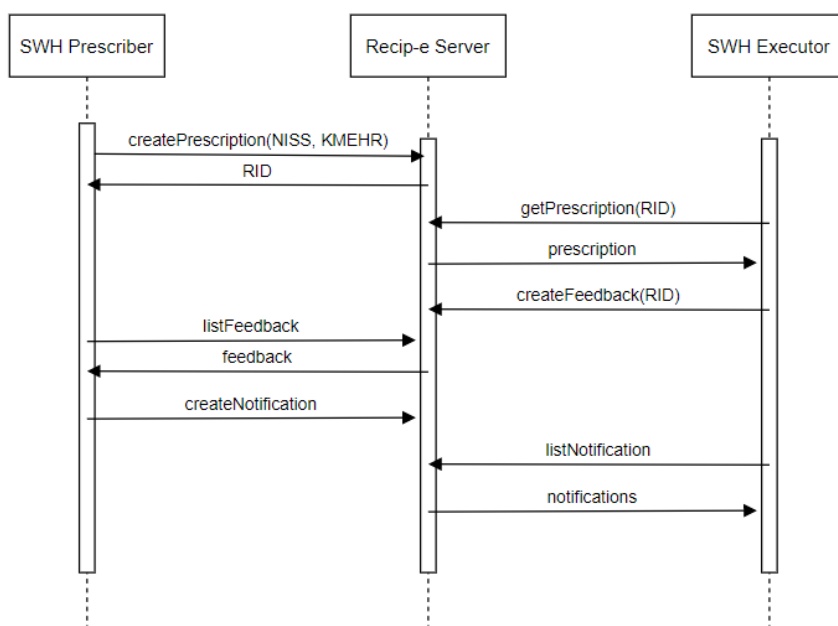 SWH Prescriber
Recip-e Server
SWH Executor
createPrescription(NISS, KMEHR)
RID
getPrescription(RID)
prescription
createFeedback(RID)
listFeedback
feedback
createNotification
listNotification
notifications